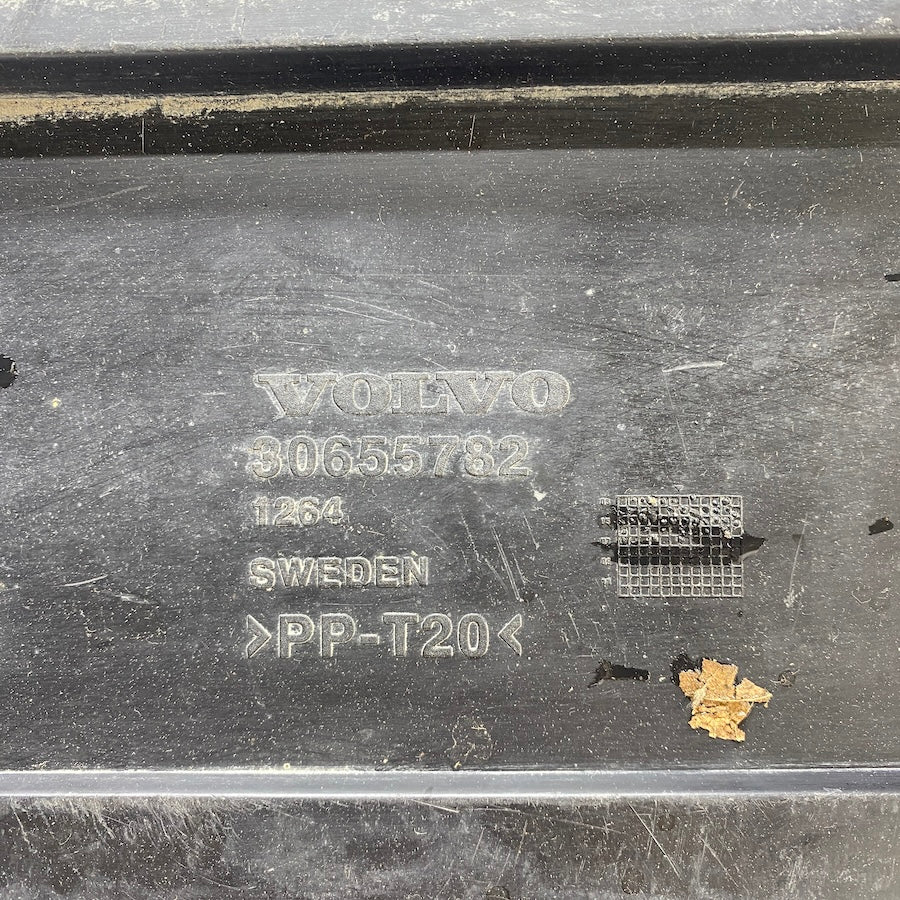 VOLVO
30655782
1264
SWEDEN
>PP-T20<